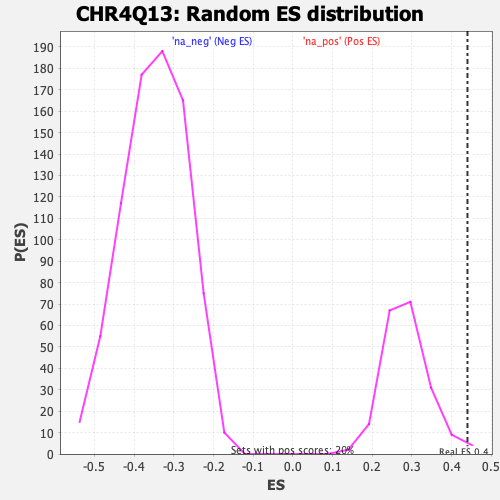 CHR4Q13: Random ES distribution
'na_neg' (Neg ES)
'na_pos' (Pos ES)
P(ES)
190
180
170
160
150
140
130
120
110
100
90
80
70
60
50
40
30
20
10
0
Sets with pos scores: 20%
Real ES 0.4
-0.5 -0.4 -0.3 -0.2 -0.1 0.0 0.1 0.2 0.3 0.4 0.5
ES